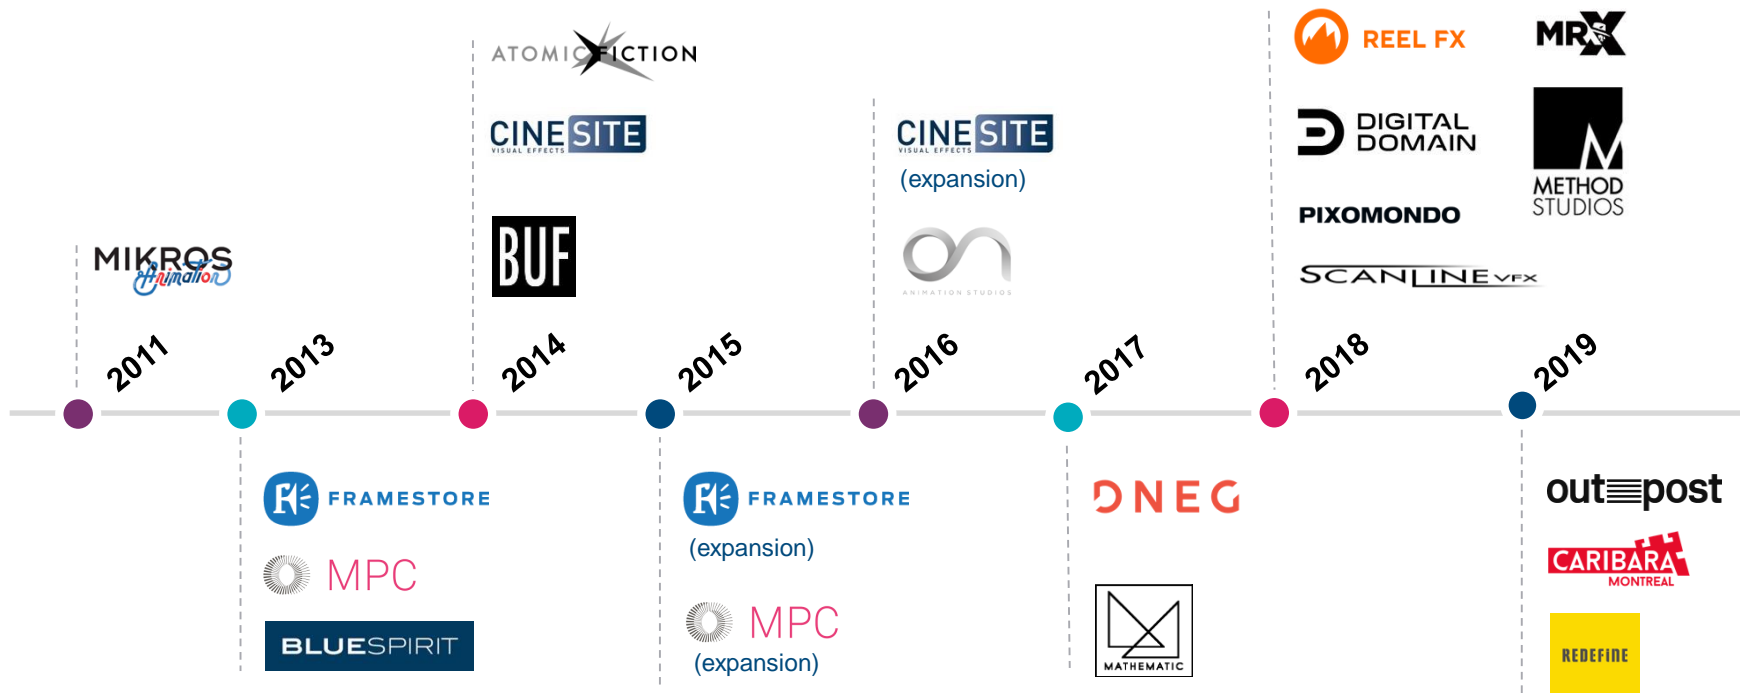 ATOMIC FICTION
CINESITE
VISUAL EFFECTS
BUF
MIKROS
Animation
CINESITE
VISUAL EFFECTS
(expansion)
on
ANIMATION STUDIOS
REEL FX
MR X
DIGITAL
DOMAIN
METHOD
STUDIOS
PIXOMONDO
SCANLINE VFX
2011
2013
2014
2015
2016
2017
2018
2019
FRAMESTORE
MPC
BLUESPIRIT
FRAMESTORE
(expansion)
MPC
(expansion)
DNEG
MATHEMATIC
outpost
CARIBARA
MONTREAL
REDEFINE